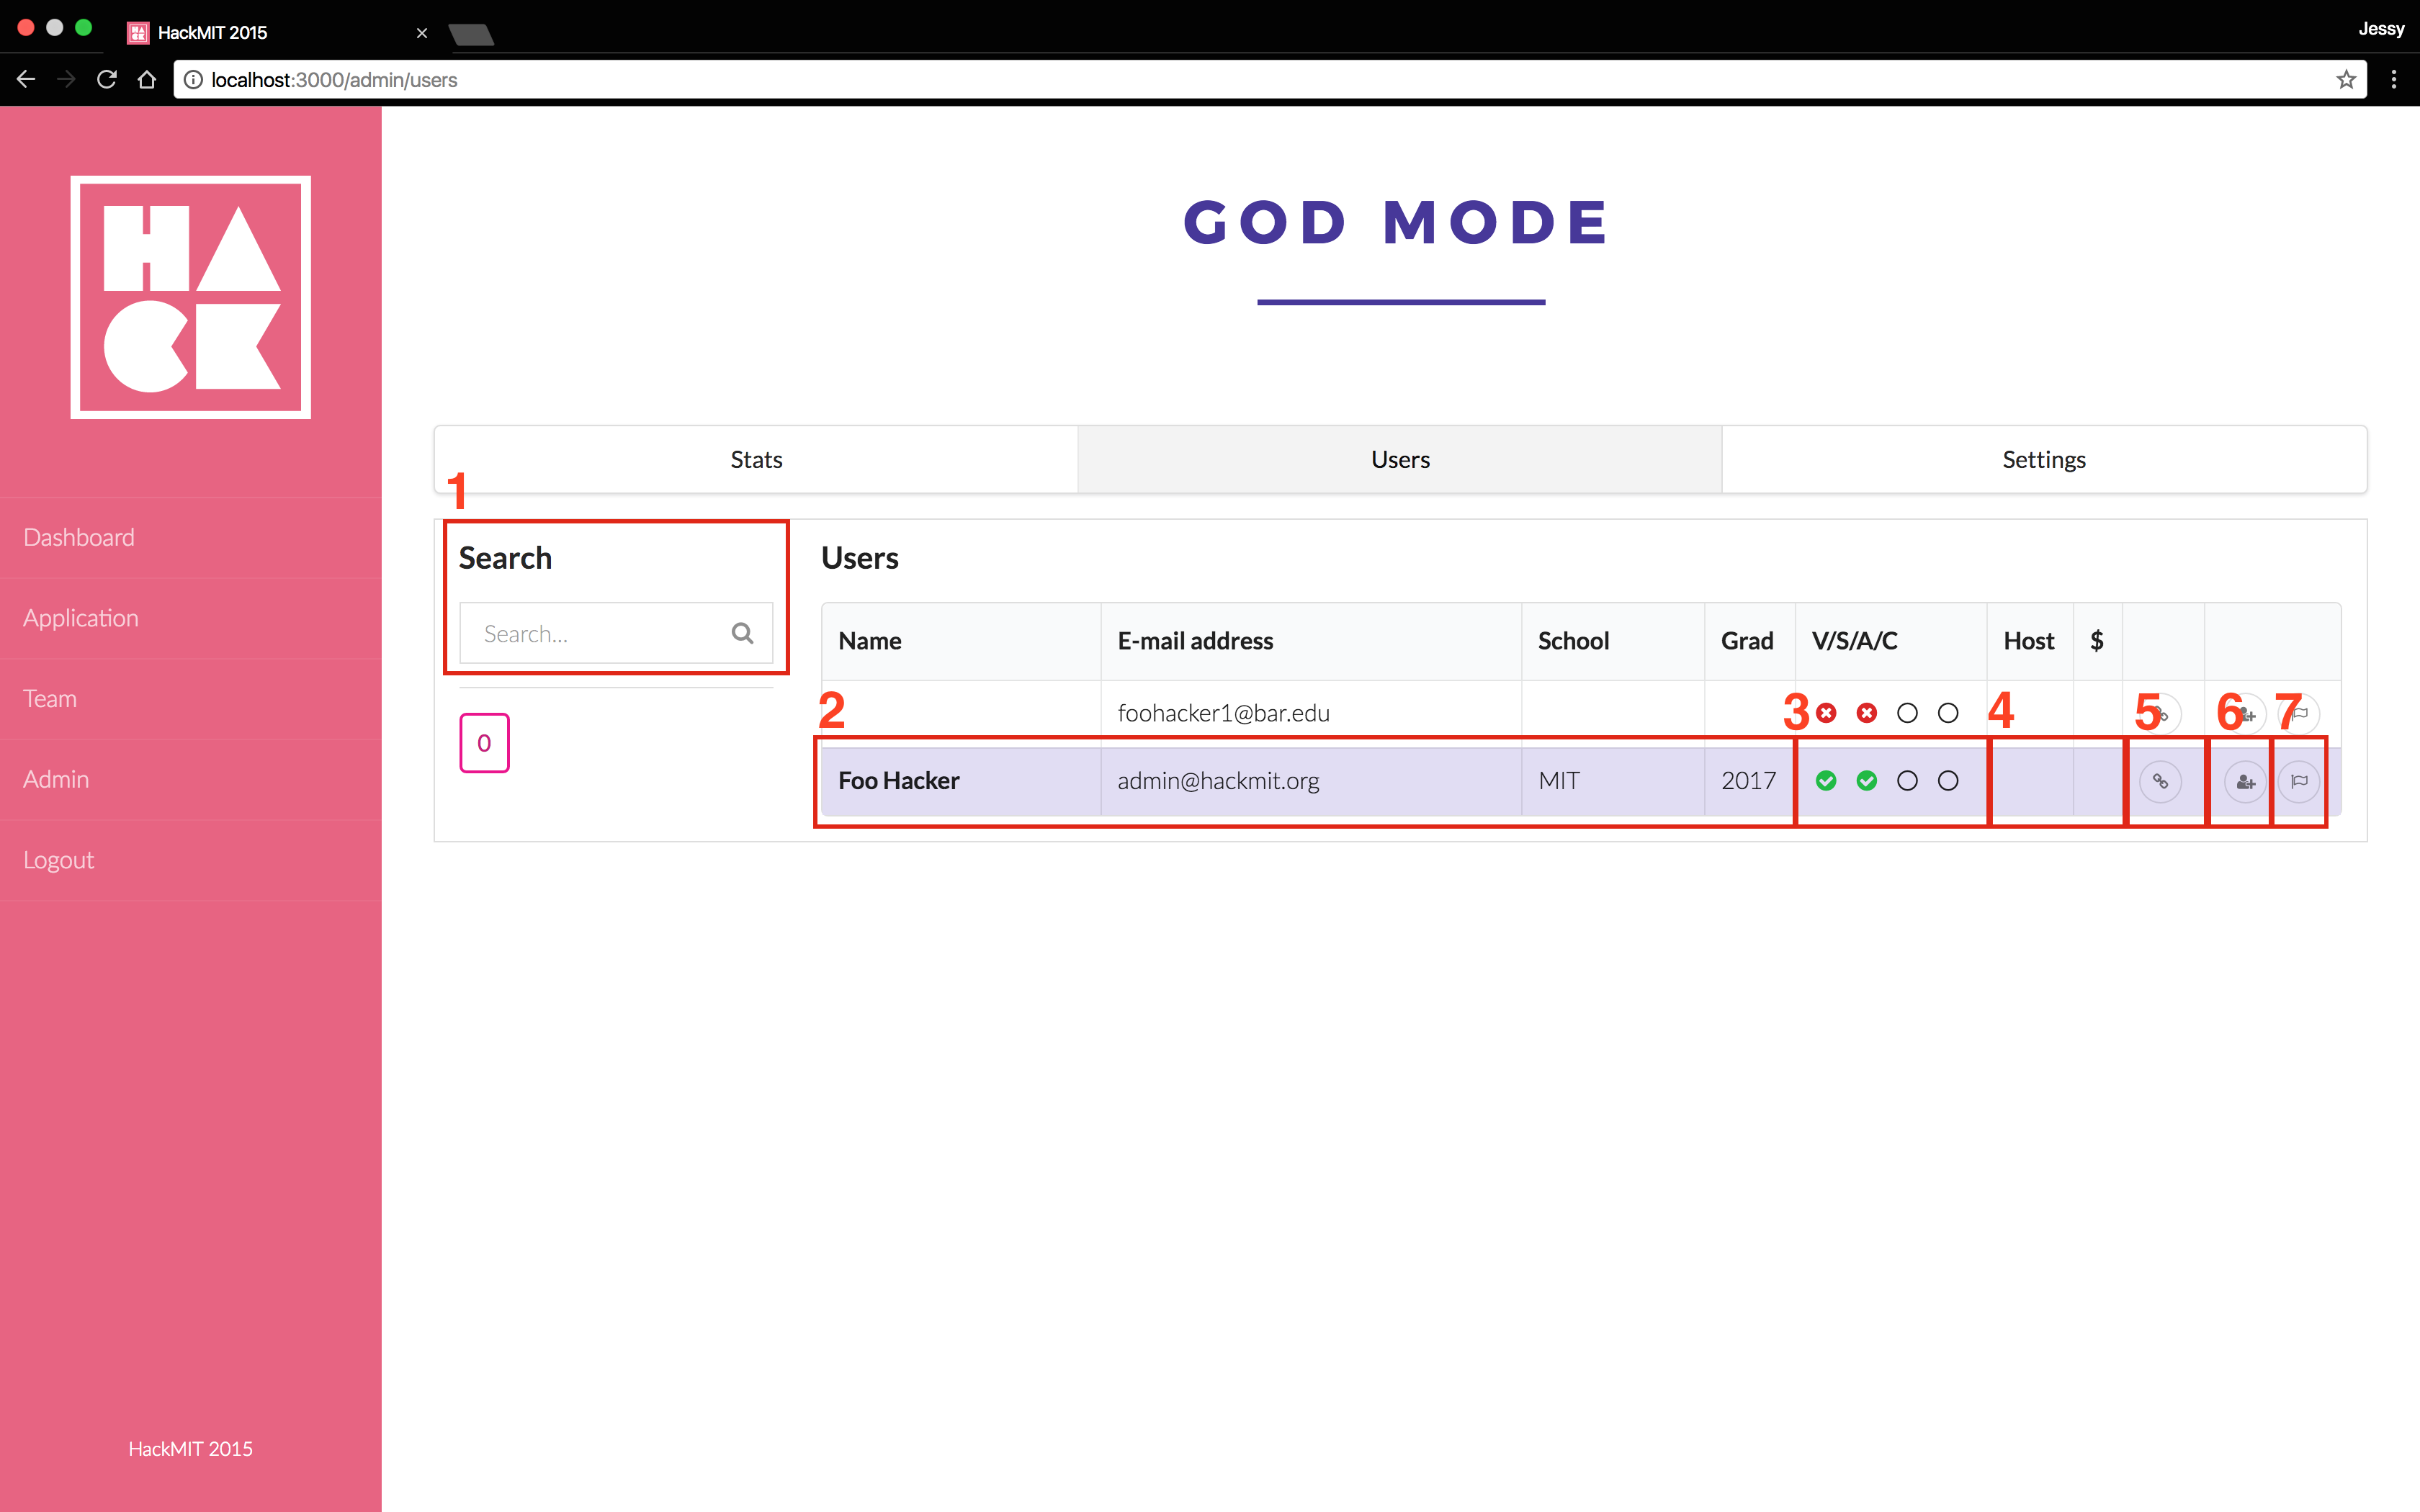 HackMIT 2015
Jessy
localhost:3000/admin/users
HACK
GOD MODE
Stats
Users
Settings
Dashboard
Application
Team
Admin
Logout
1
Search
Search...
0
Users
Name E-mail address School Grad V/S/A/C Host $
2 foohacker1@bar.edu 3 4 5 6 7
Foo Hacker admin@hackmit.org MIT 2017
HackMIT 2015